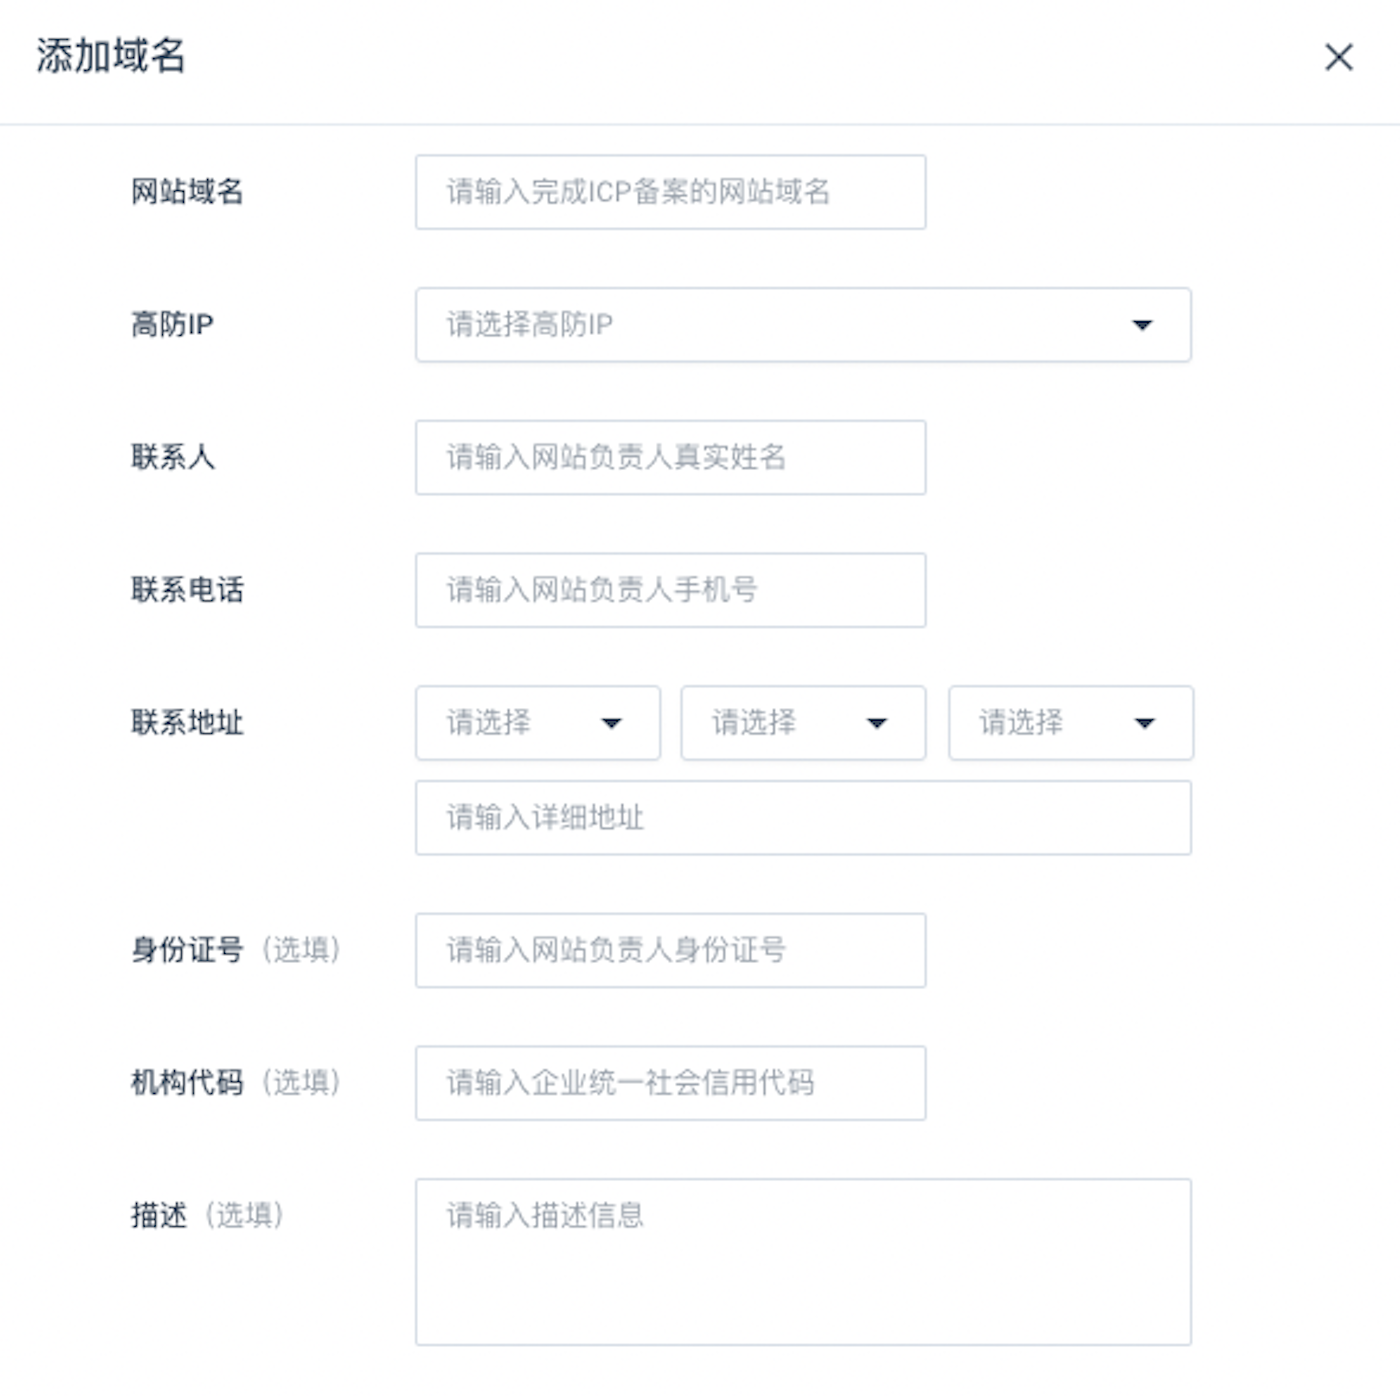 添加域名
网站域名 请输入完成ICP备案的网站域名
高防IP 请选择高防IP
联系人 请输入网站负责人真实姓名
联系电话 请输入网站负责人手机号
联系地址 请选择 请选择 请选择
请输入详细地址
身份证号（选填） 请输入网站负责人身份证号
机构代码（选填） 请输入企业统一社会信用代码
描述（选填） 请输入描述信息